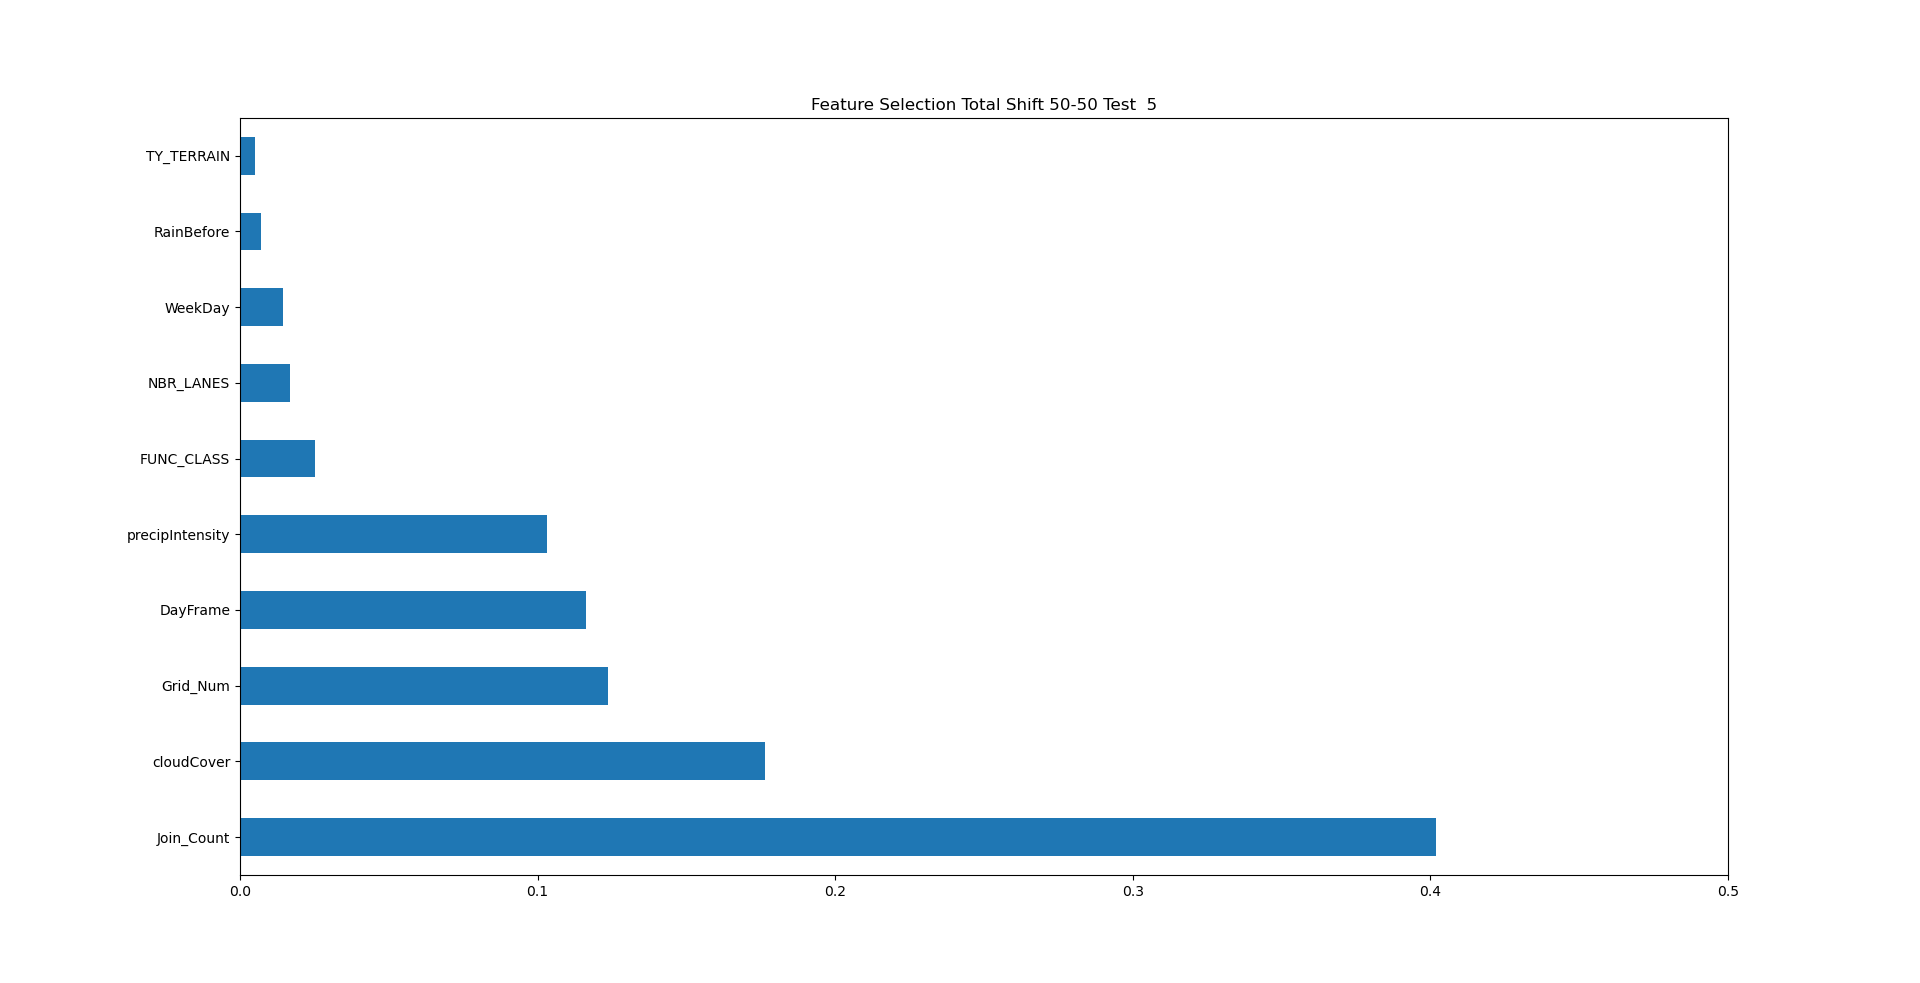 Feature Selection Total Shift 50-50 Test  5
TY_TERRAIN
RainBefore
WeekDay
NBR_LANES
FUNC_CLASS
precipIntensity
DayFrame
Grid_Num
cloudCover
Join_Count
0.0 0.1 0.2 0.3 0.4 0.5